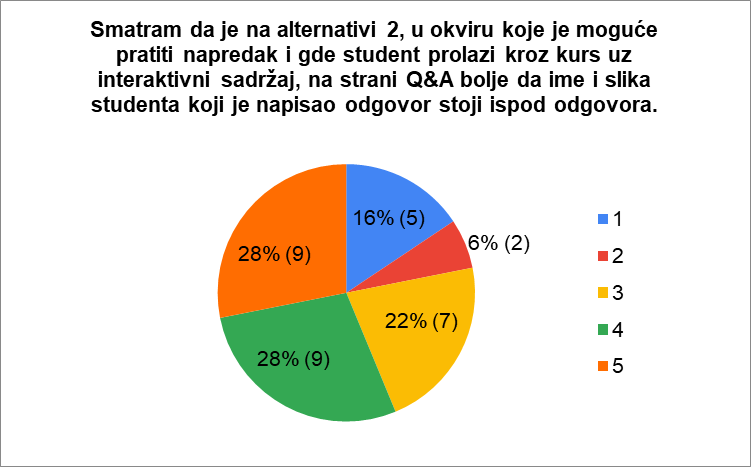 Smatram da je na alternativi 2, u okviru koje je moguće
pratiti napredak i gde student prolazi kroz kurs uz
interaktivni sadržaj, na strani Q&A bolje da ime i slika
studenta koji je napisao odgovor stoji ispod odgovora.
16% (5)
6% (2)
22% (7)
28% (9)
28% (9)
1
2
3
4
5